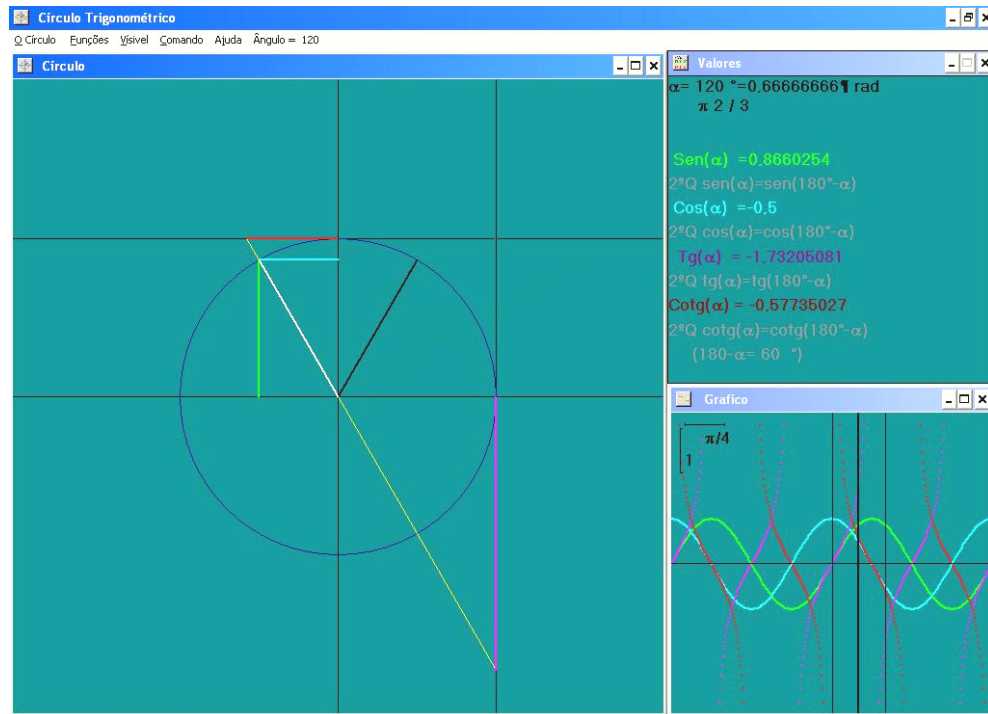 Círculo Trigonométrico
O Círculo Funções Visivel Comando Ajuda Ângulo = 120
Círculo
Valores
α= 120 °=0,66666666¶ rad
π 2 / 3
Sen(α) =0,8660254
2ºQ sen(α)=sen(180°-α)
Cos(α) =-0,5
2ºQ cos(α)=cos(180°-α)
Tg(α) = -1,73205081
2ºQ tg(α)=tg(180°-α)
Cotg(α) = -0,57735027
2ºQ cotg(α)=cotg(180°-α)
(180-α= 60 °)
Grafico
π/4
1